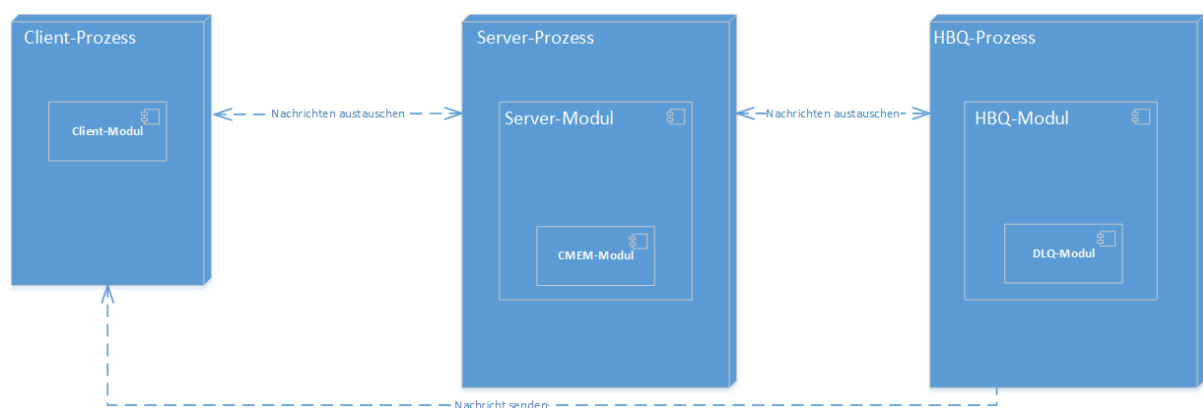 Client-Prozess
Server-Prozess
HBQ-Prozess
Client-Modul
Nachrichten austauschen
Server-Modul
Nachrichten austauschen
HBQ-Modul
CMEM-Modul
DLQ-Modul
Nachricht senden